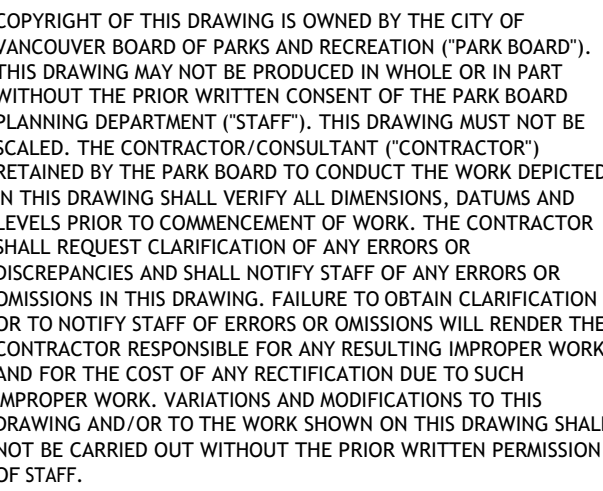 COPYRIGHT OF THIS DRAWING IS OWNED BY THE CITY OF
VANCOUVER BOARD OF PARKS AND RECREATION ("PARK BOARD").
THIS DRAWING MAY NOT BE PRODUCED IN WHOLE OR IN PART
WITHOUT THE PRIOR WRITTEN CONSENT OF THE PARK BOARD
PLANNING DEPARTMENT ("STAFF"). THIS DRAWING MUST NOT BE
SCALED. THE CONTRACTOR/CONSULTANT ("CONTRACTOR")
RETAINED BY THE PARK BOARD TO CONDUCT THE WORK DEPICTED
IN THIS DRAWING SHALL VERIFY ALL DIMENSIONS, DATUMS AND
LEVELS PRIOR TO COMMENCEMENT OF WORK. THE CONTRACTOR
SHALL REQUEST CLARIFICATION OF ANY ERRORS OR
DISCREPANCIES AND SHALL NOTIFY STAFF OF ANY ERRORS OR
OMISSIONS IN THIS DRAWING. FAILURE TO OBTAIN CLARIFICATION
OR TO NOTIFY STAFF OF ERRORS OR OMISSIONS WILL RENDER THE
CONTRACTOR RESPONSIBLE FOR ANY RESULTING IMPROPER WORK
AND FOR THE COST OF ANY RECTIFICATION DUE TO SUCH
IMPROPER WORK. VARIATIONS AND MODIFICATIONS TO THIS
DRAWING AND/OR TO THE WORK SHOWN ON THIS DRAWING SHALL
NOT BE CARRIED OUT WITHOUT THE PRIOR WRITTEN PERMISSION
OF STAFF.